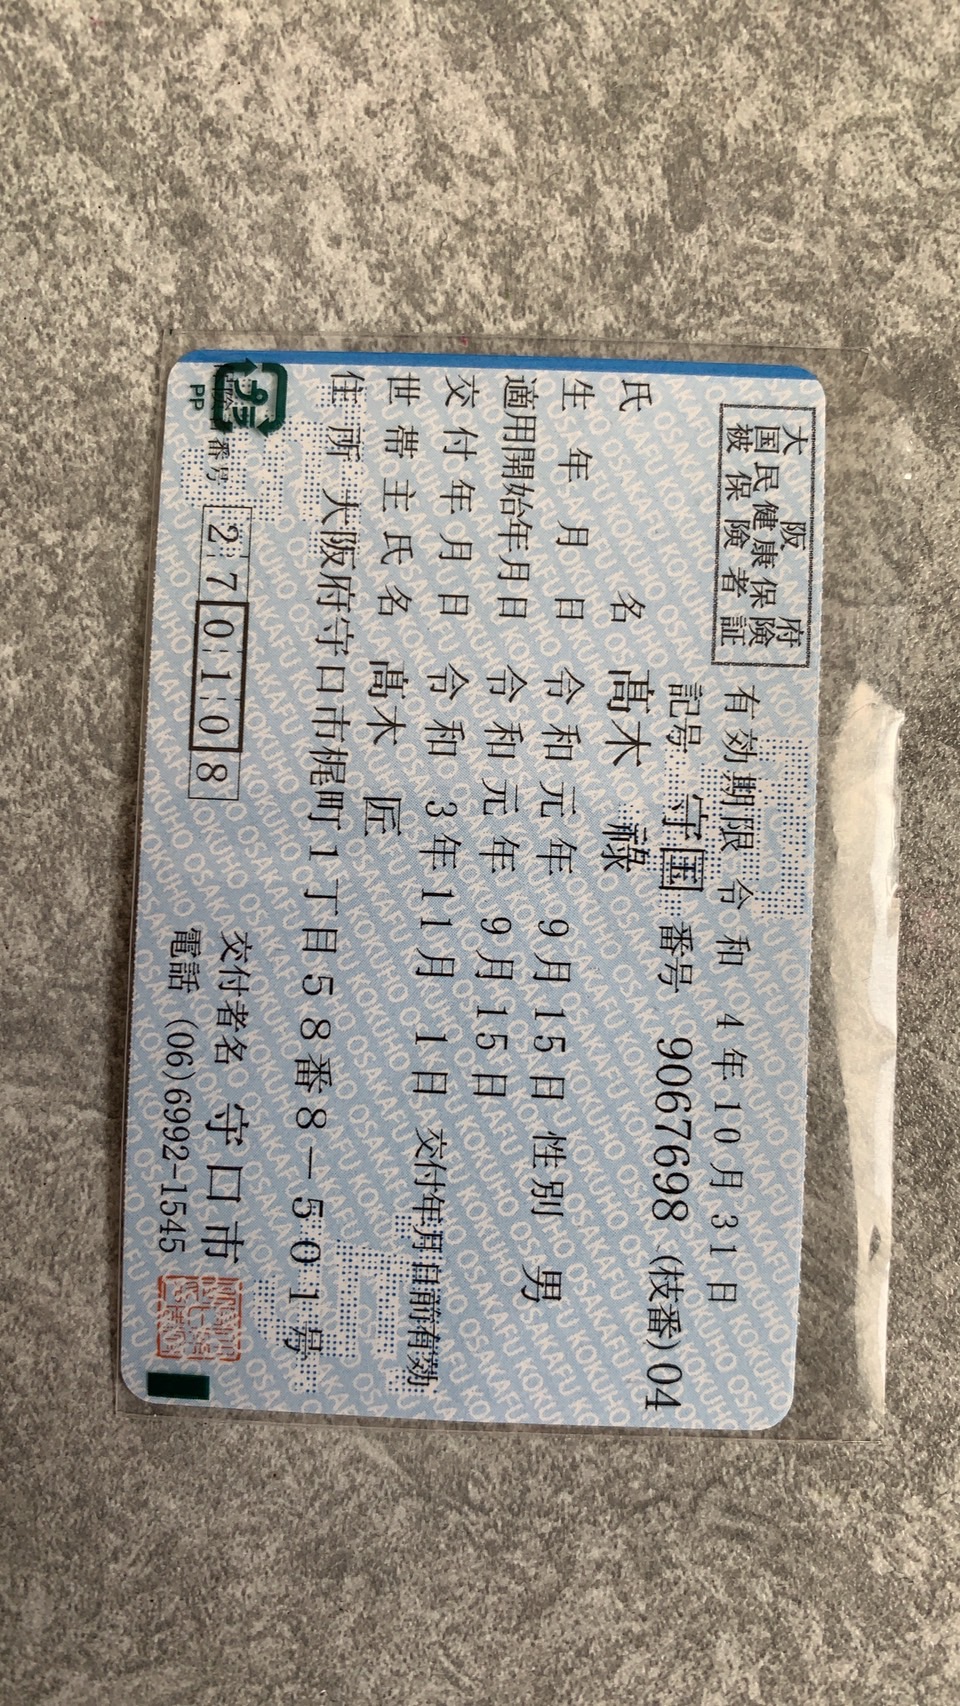 大阪府
国民健康保険
被保険者証
有効期限 令和 4年10月31日
記号 守国 番号 9067698 (枝番)04
氏名 髙木 禄
生年月日 令和元年 9月15日 性別 男
適用開始年月日 令和元年 9月15日
交付年月日 令和 3年11月 1日 交付年月日前有効
世帯主氏名 髙木 匠
住所 大阪府守口市梶町1丁目58番8-501号
番号 270108
交付者名 守口市
電話 (06)6992-1545
プラ
PP